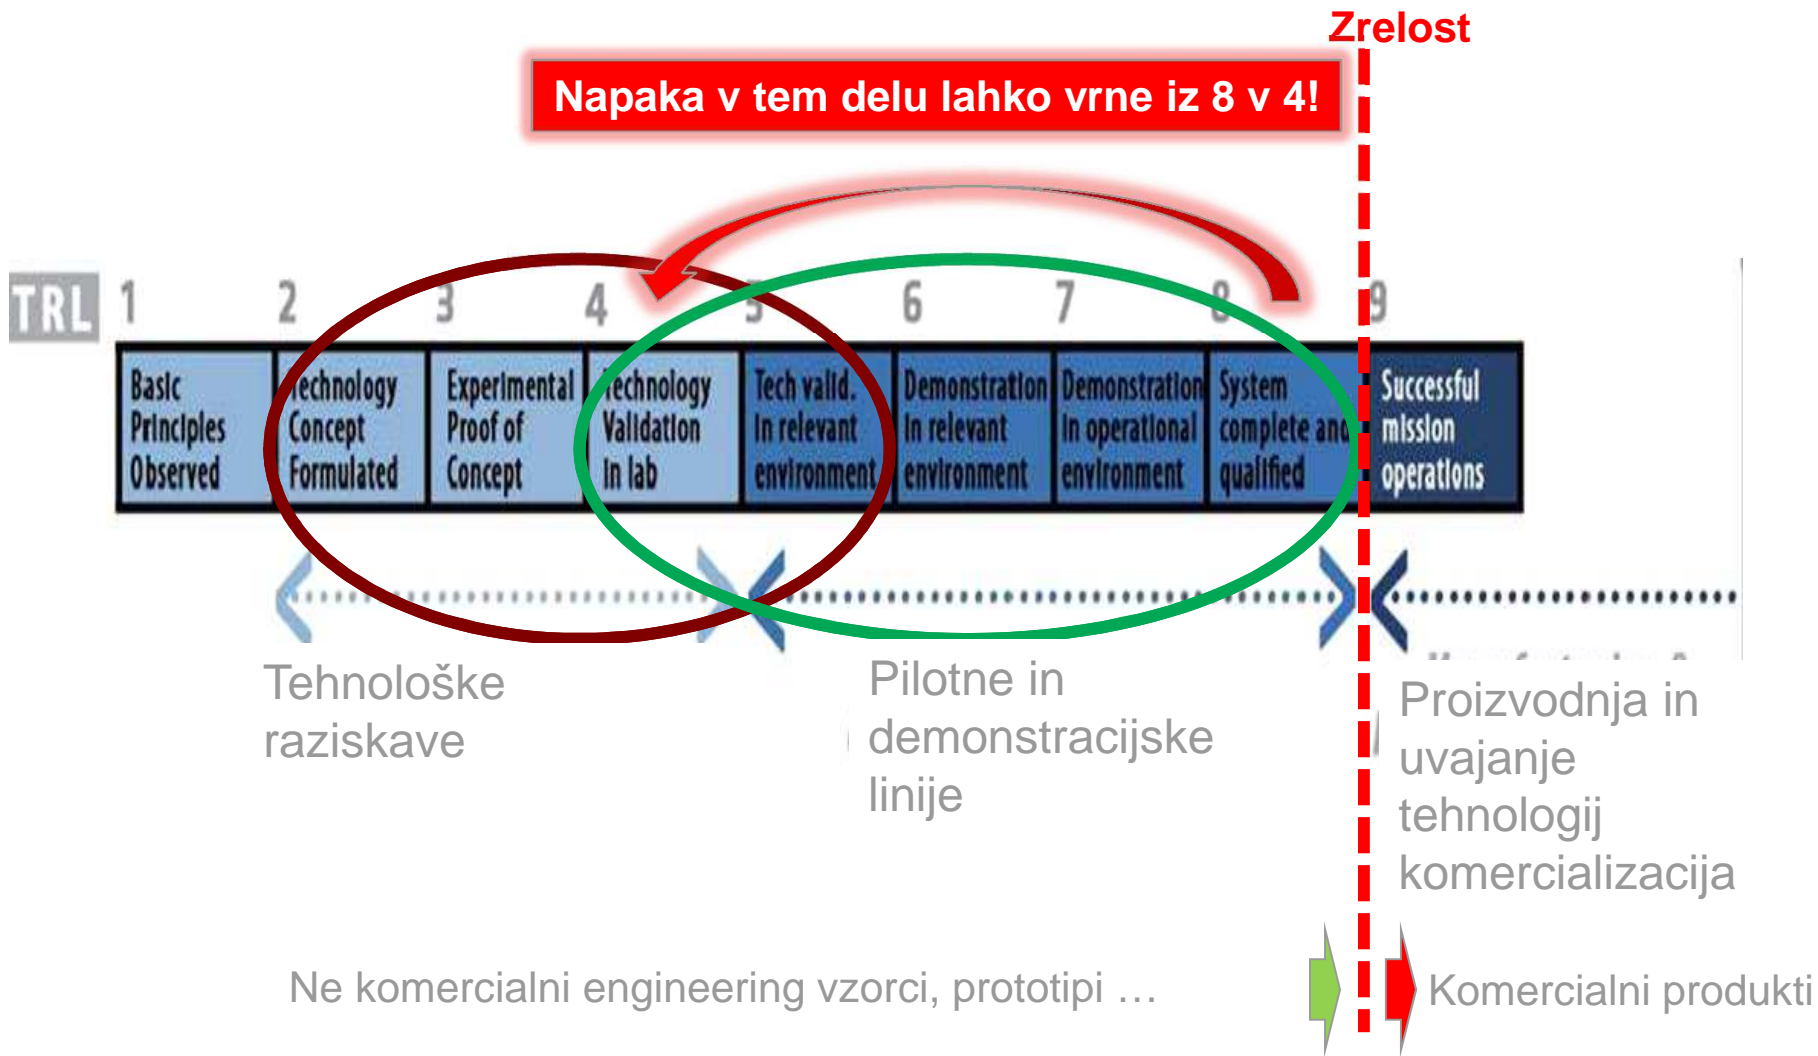 Zrelost
Napaka v tem delu lahko vrne iz 8 v 4!
TRL 1 2 3 4 5 6 7 8 9
Basic
Principles
Observed
Technology
Concept
Formulated
Experimental
Proof of
Concept
Technology
Validation
in lab
Tech valid.
in relevant
environment
Demonstration
in relevant
environment
Demonstration
in operational
environment
System
complete and
qualified
Successful
mission
operations
Tehnološke
raziskave
Pilotne in
demonstracijske
linije
Proizvodnja in
uvajanje
tehnologij
komercializacija
Ne komercialni engineering vzorci, prototipi …
Komercialni produkti